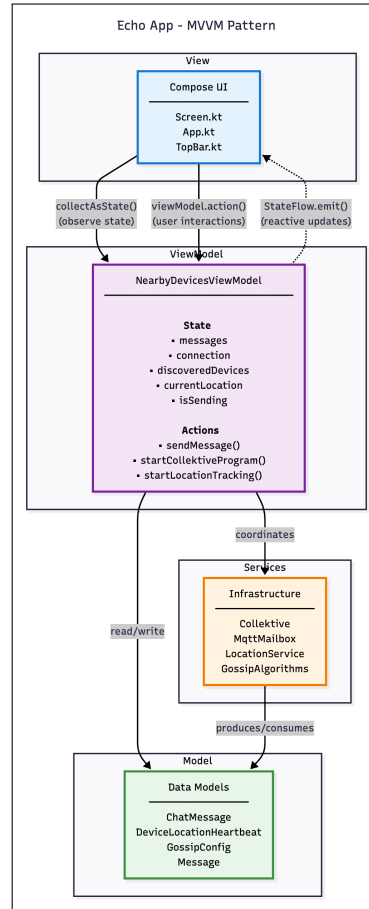 Echo App - MVVM Pattern
View
Compose UI
Screen.kt
App.kt
TopBar.kt
collectAsState()
(observe state)
viewModel.action()
(user interactions)
StateFlow.emit()
(reactive updates)
ViewModel
NearbyDevicesViewModel
State
▪ messages
▪ connection
▪ discoveredDevices
▪ currentLocation
▪ isSending
Actions
▪ sendMessage()
▪ startCollektiveProgram()
▪ startLocationTracking()
coordinates
Services
Infrastructure
Collektive
MqttMailbox
LocationService
GossipAlgorithms
read/write
produces/consumes
Model
Data Models
ChatMessage
DeviceLocationHeartbeat
GossipConfig
Message